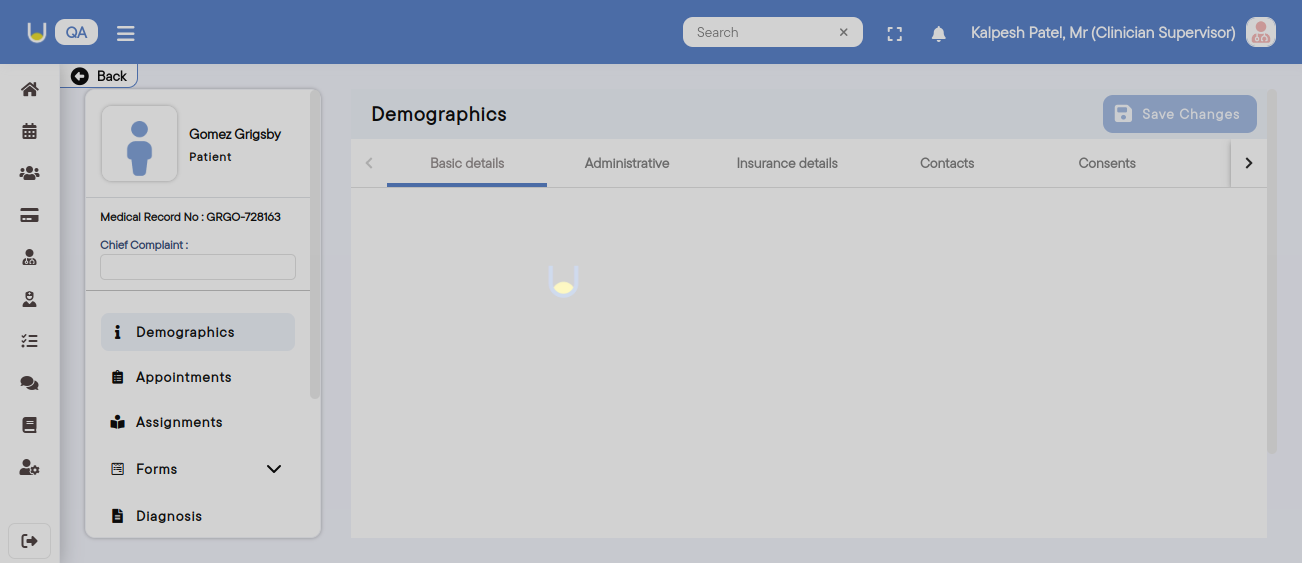 QA
Search
Kalpesh Patel, Mr (Clinician Supervisor)
Back
Gomez Grigsby
Patient
Medical Record No : GRGO-728163
Chief Complaint :
Demographics
Appointments
Assignments
Forms
Diagnosis
Demographics
Save Changes
Basic details
Administrative
Insurance details
Contacts
Consents